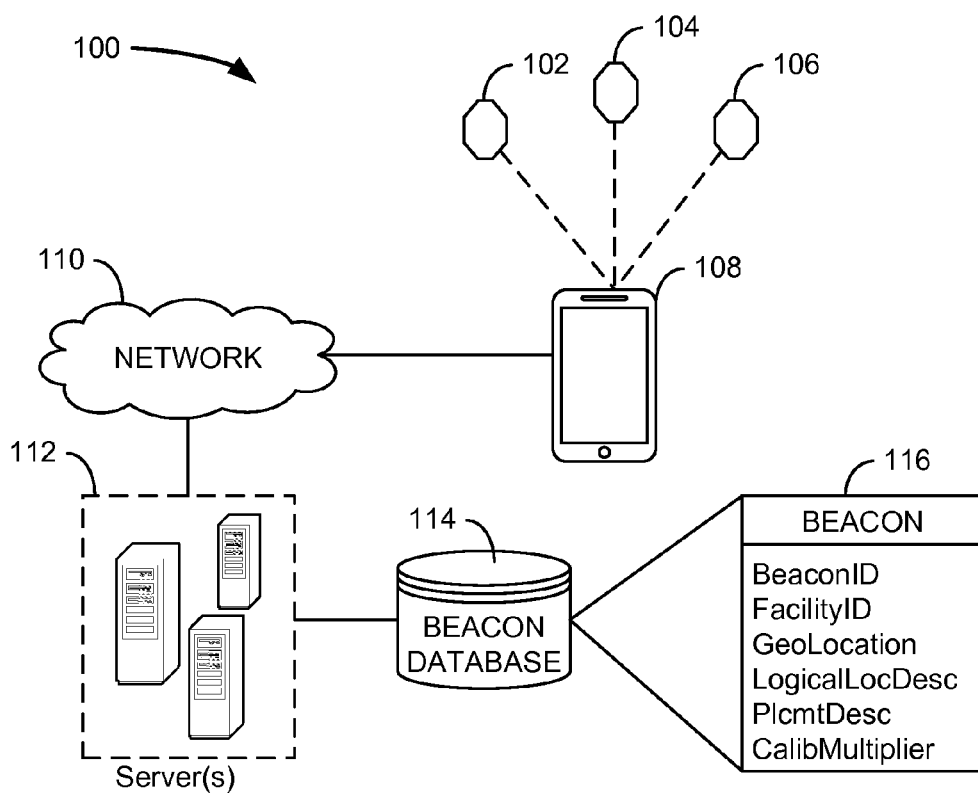 100
102
104
106
108
110
NETWORK
112
Server(s)
114
BEACON
DATABASE
116
BEACON
BeaconID
FacilityID
GeoLocation
LogicalLocDesc
PlcmtDesc
CalibMultiplier